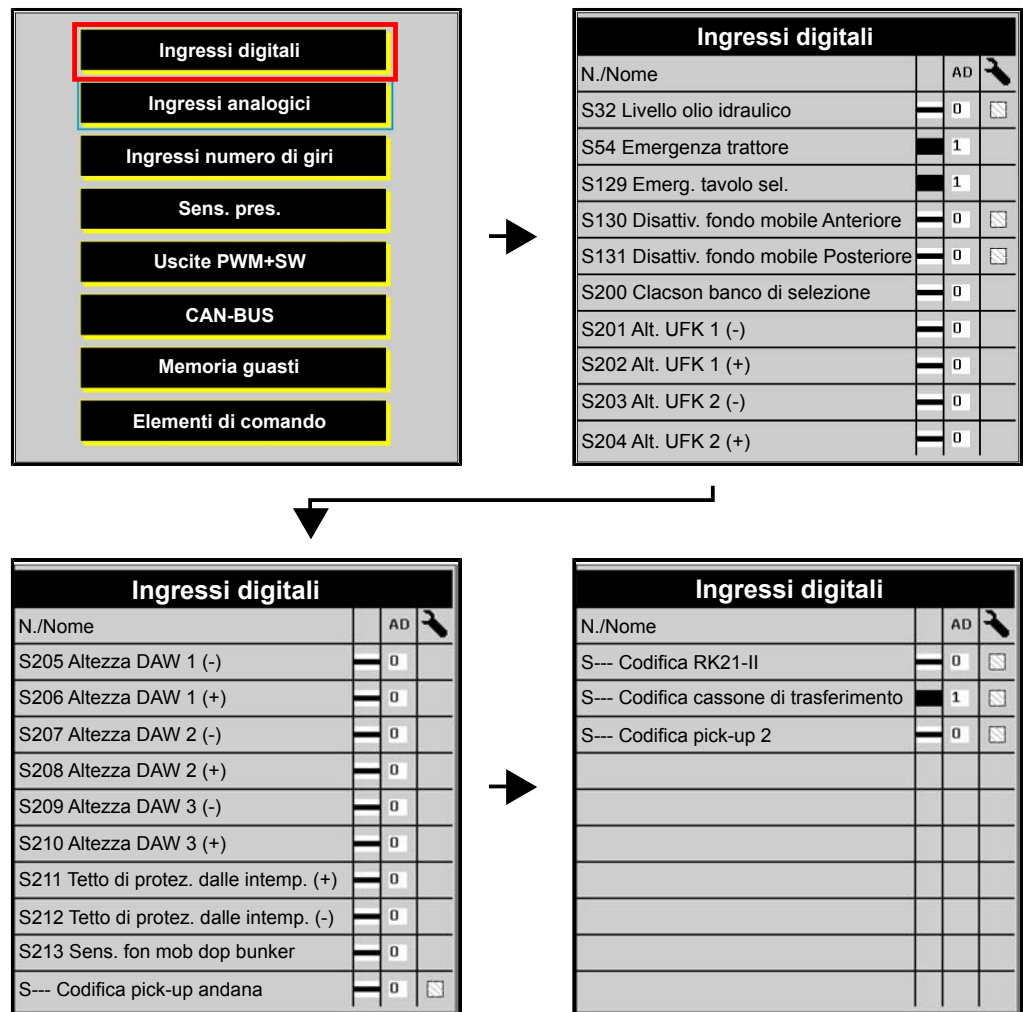 Ingressi digitali
Ingressi analogici
Ingressi numero di giri
Sens. pres.
Uscite PWM+SW
CAN-BUS
Memoria guasti
Elementi di comando
Ingressi digitali
N./Nome AD
S32 Livello olio idraulico 0
S54 Emergenza trattore 1
S129 Emerg. tavolo sel. 1
S130 Disattiv. fondo mobile Anteriore 0
S131 Disattiv. fondo mobile Posteriore 0
S200 Clacson banco di selezione 0
S201 Alt. UFK 1 (-) 0
S202 Alt. UFK 1 (+) 0
S203 Alt. UFK 2 (-) 0
S204 Alt. UFK 2 (+) 0
Ingressi digitali
N./Nome AD
S205 Altezza DAW 1 (-) 0
S206 Altezza DAW 1 (+) 0
S207 Altezza DAW 2 (-) 0
S208 Altezza DAW 2 (+) 0
S209 Altezza DAW 3 (-) 0
S210 Altezza DAW 3 (+) 0
S211 Tetto di protez. dalle intemp. (+) 0
S212 Tetto di protez. dalle intemp. (-) 0
S213 Sens. fon mob dop bunker 0
S--- Codifica pick-up andana 0
Ingressi digitali
N./Nome AD
S--- Codifica RK21-II 0
S--- Codifica cassone di trasferimento 1
S--- Codifica pick-up 2 0